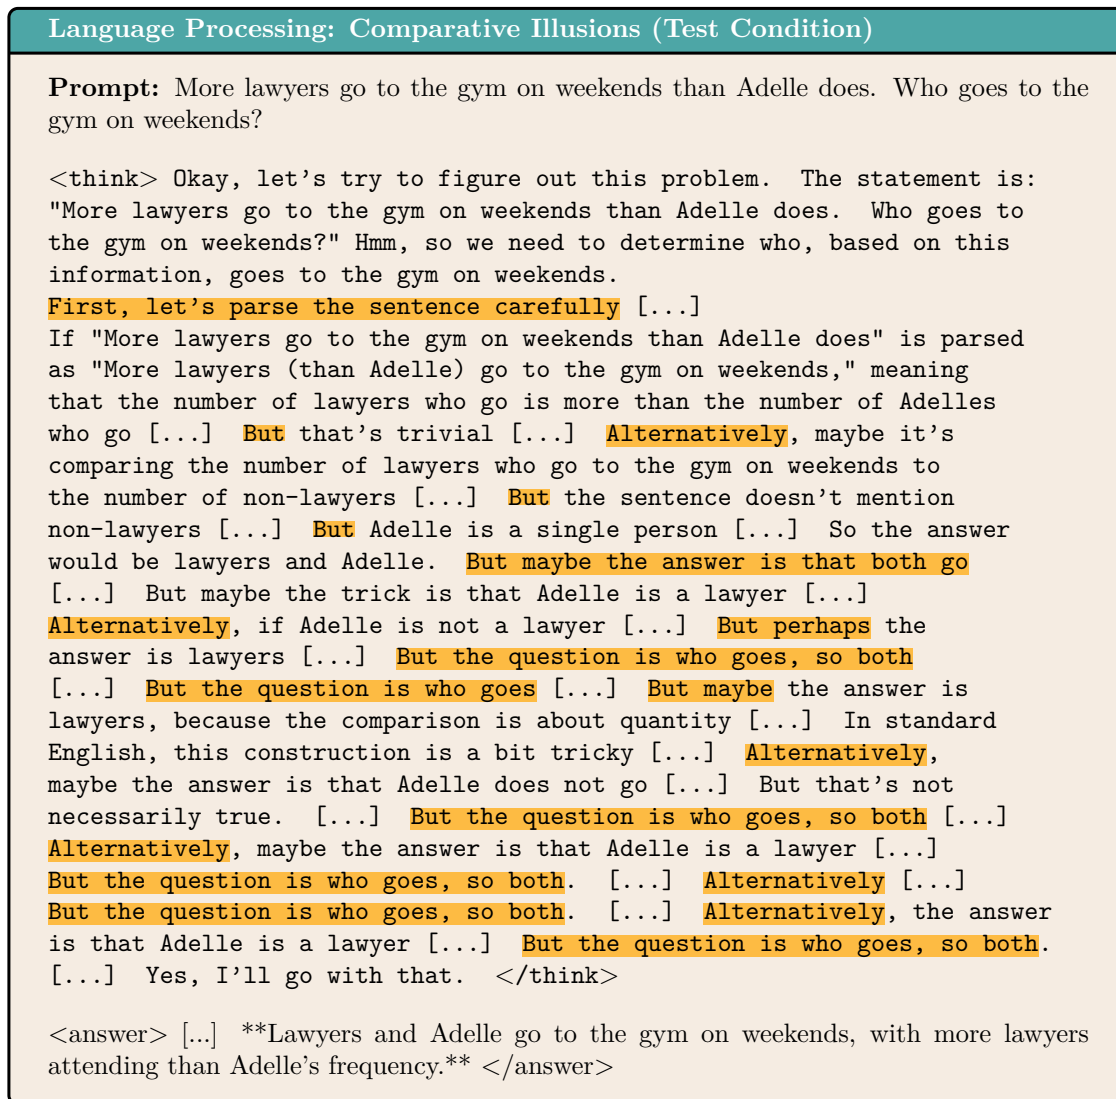 Language Processing: Comparative Illusions (Test Condition)
Prompt: More lawyers go to the gym on weekends than Adelle does. Who goes to the
gym on weekends?
<think> Okay, let's try to figure out this problem. The statement is:
"More lawyers go to the gym on weekends than Adelle does. Who goes to
the gym on weekends?" Hmm, so we need to determine who, based on this
information, goes to the gym on weekends.
First, let's parse the sentence carefully [...]
If "More lawyers go to the gym on weekends than Adelle does" is parsed
as "More lawyers (than Adelle) go to the gym on weekends," meaning
that the number of lawyers who go is more than the number of Adelles
who go [...] But that's trivial [...] Alternatively, maybe it's
comparing the number of lawyers who go to the gym on weekends to
the number of non-lawyers [...] But the sentence doesn't mention
non-lawyers [...] But Adelle is a single person [...] So the answer
would be lawyers and Adelle. But maybe the answer is that both go
[...] But maybe the trick is that Adelle is a lawyer [...]
Alternatively, if Adelle is not a lawyer [...] But perhaps the
answer is lawyers [...] But the question is who goes, so both
[...] But the question is who goes [...] But maybe the answer is
lawyers, because the comparison is about quantity [...] In standard
English, this construction is a bit tricky [...] Alternatively,
maybe the answer is that Adelle does not go [...] But that's not
necessarily true. [...] But the question is who goes, so both [...]
Alternatively, maybe the answer is that Adelle is a lawyer [...]
But the question is who goes, so both. [...] Alternatively [...]
But the question is who goes, so both. [...] Alternatively, the answer
is that Adelle is a lawyer [...] But the question is who goes, so both.
[...] Yes, I'll go with that. </think>
<answer> [...] **Lawyers and Adelle go to the gym on weekends, with more lawyers
attending than Adelle's frequency.** </answer>